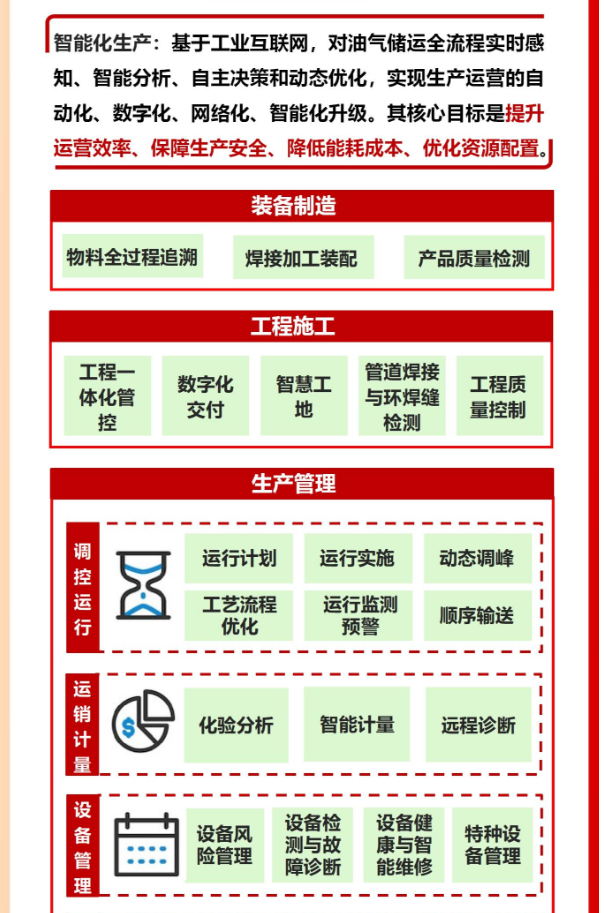 智能化生产：基于工业互联网，对油气储运全流程实时感
知、智能分析、自主决策和动态优化，实现生产运营的自
动化、数字化、网络化、智能化升级。其核心目标是提升
运营效率、保障生产安全、降低能耗成本、优化资源配置。
装备制造
物料全过程追溯
焊接加工装配
产品质量检测
工程施工
工程一
体化管
控
数字化
交付
智慧工
地
管道焊接
与环焊缝
检测
工程质
量控制
生产管理
调控运行
运行计划
运行实施
动态调峰
工艺流程
优化
运行监测
预警
顺序输送
运销计量
$
化验分析
智能计量
远程诊断
设备管理
设备风
险管理
设备检
测与故
障诊断
设备健
康与智
能维修
特种设
备管理